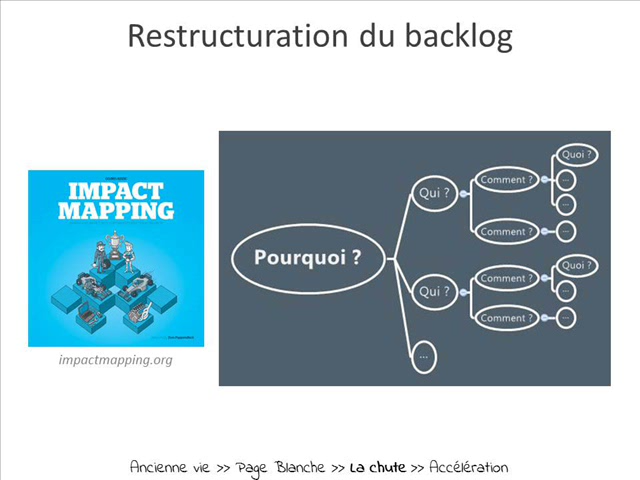 Restructuration du backlog
IMPACT
MAPPING
impactmapping.org
Pourquoi ?
Qui ?
Comment ?
Quoi ?
...
...
Comment ?
...
Qui ?
Comment ?
Quoi ?
...
Comment ?
...
...
Ancienne vie >> Page Blanche >> La chute >> Accélération